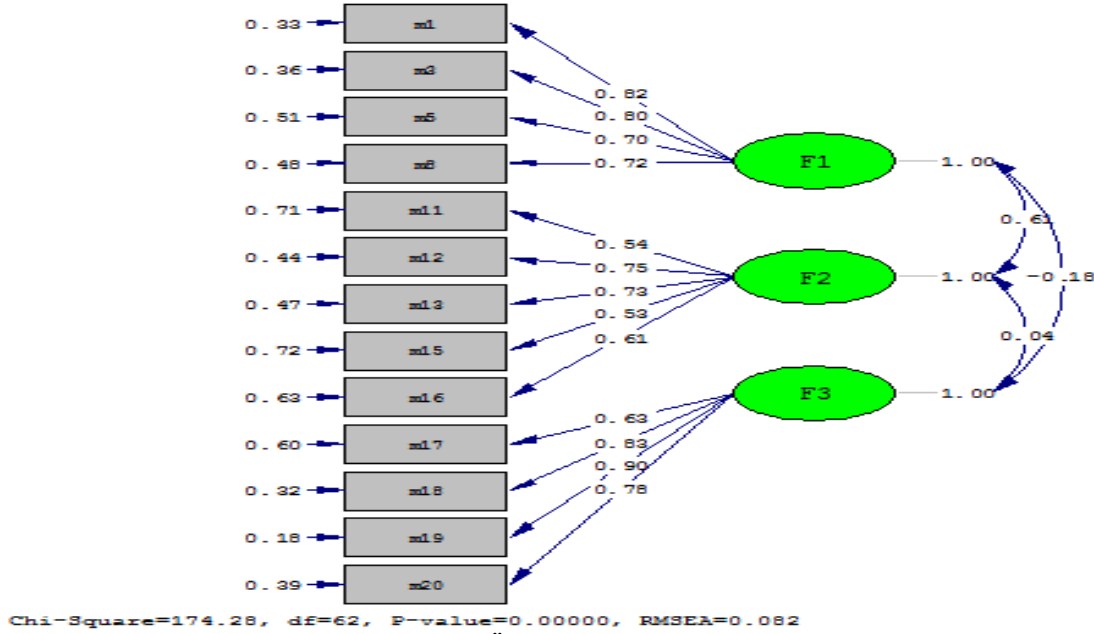 0.33 m1
0.36 m3
0.82
0.80
0.51 m5
0.70
0.48 m8
0.72
F1 1.00
0.71 m11
0.61
0.54
0.44 m12
0.75
F2 1.00 -0.18
0.47 m13
0.73
0.53
0.72 m15
0.61
0.04
0.63 m16
F3 1.00
0.60 m17
0.63
0.83
0.90
0.32 m18
0.78
0.18 m19
0.39 m20
Chi-Square=174.28, df=62, P-value=0.00000, RMSEA=0.082